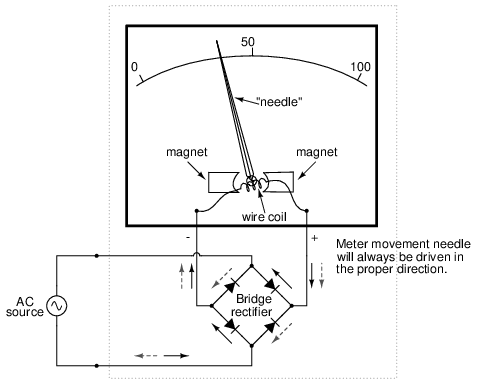 0
50
100
"needle"
magnet
magnet
wire coil
-
+
Meter movement needle
will always be driven in
the proper direction.
Bridge
rectifier
AC
source